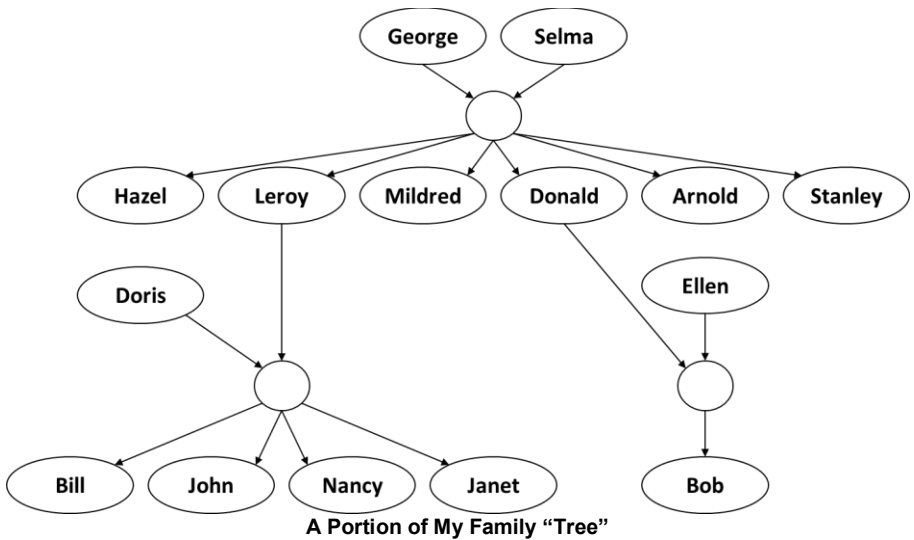 George
Selma
Hazel
Leroy
Mildred
Donald
Arnold
Stanley
Doris
Ellen
Bill
John
Nancy
Janet
Bob
A Portion of My Family “Tree”